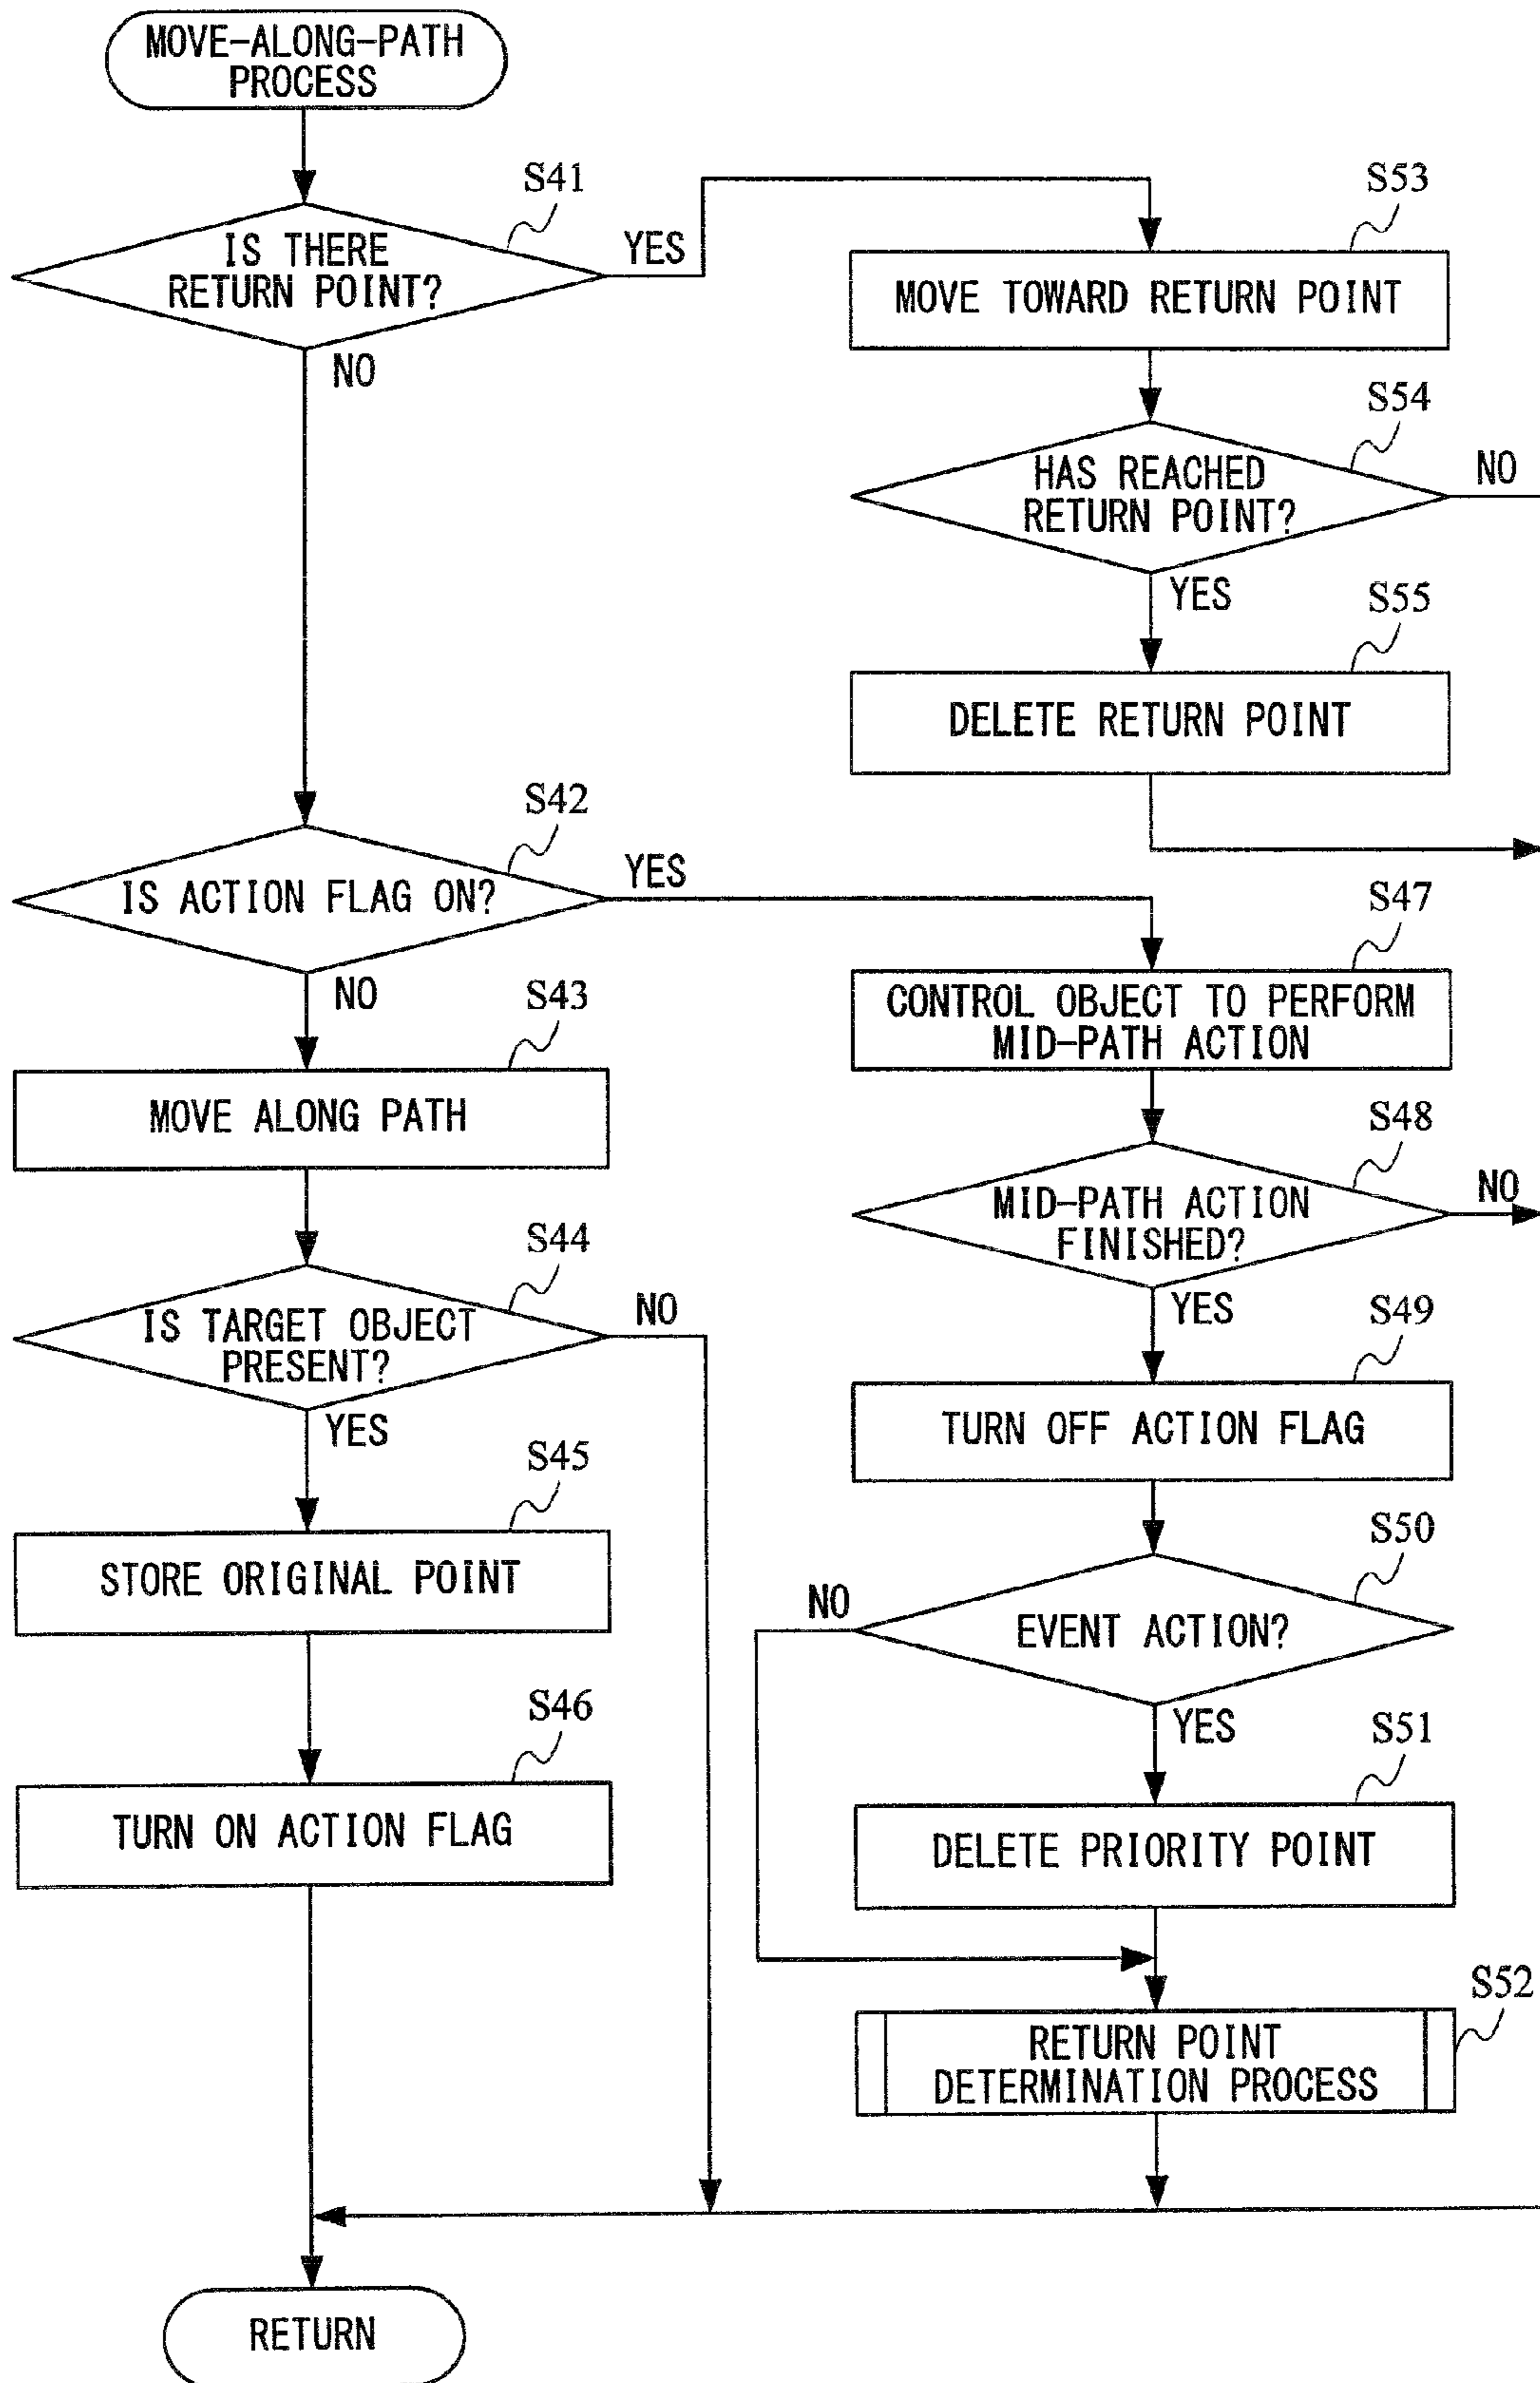 MOVE-ALONG-PATH
PROCESS
S41
IS THERE
RETURN POINT?
YES
NO
S53
MOVE TOWARD RETURN POINT
S54
HAS REACHED
RETURN POINT?
NO
YES
S55
DELETE RETURN POINT
S42
IS ACTION FLAG ON?
YES
NO
S43
MOVE ALONG PATH
S44
IS TARGET OBJECT
PRESENT?
NO
YES
S45
STORE ORIGINAL POINT
S46
TURN ON ACTION FLAG
S47
CONTROL OBJECT TO PERFORM
MID-PATH ACTION
S48
MID-PATH ACTION
FINISHED?
NO
YES
S49
TURN OFF ACTION FLAG
S50
EVENT ACTION?
NO
YES
S51
DELETE PRIORITY POINT
S52
RETURN POINT
DETERMINATION PROCESS
RETURN